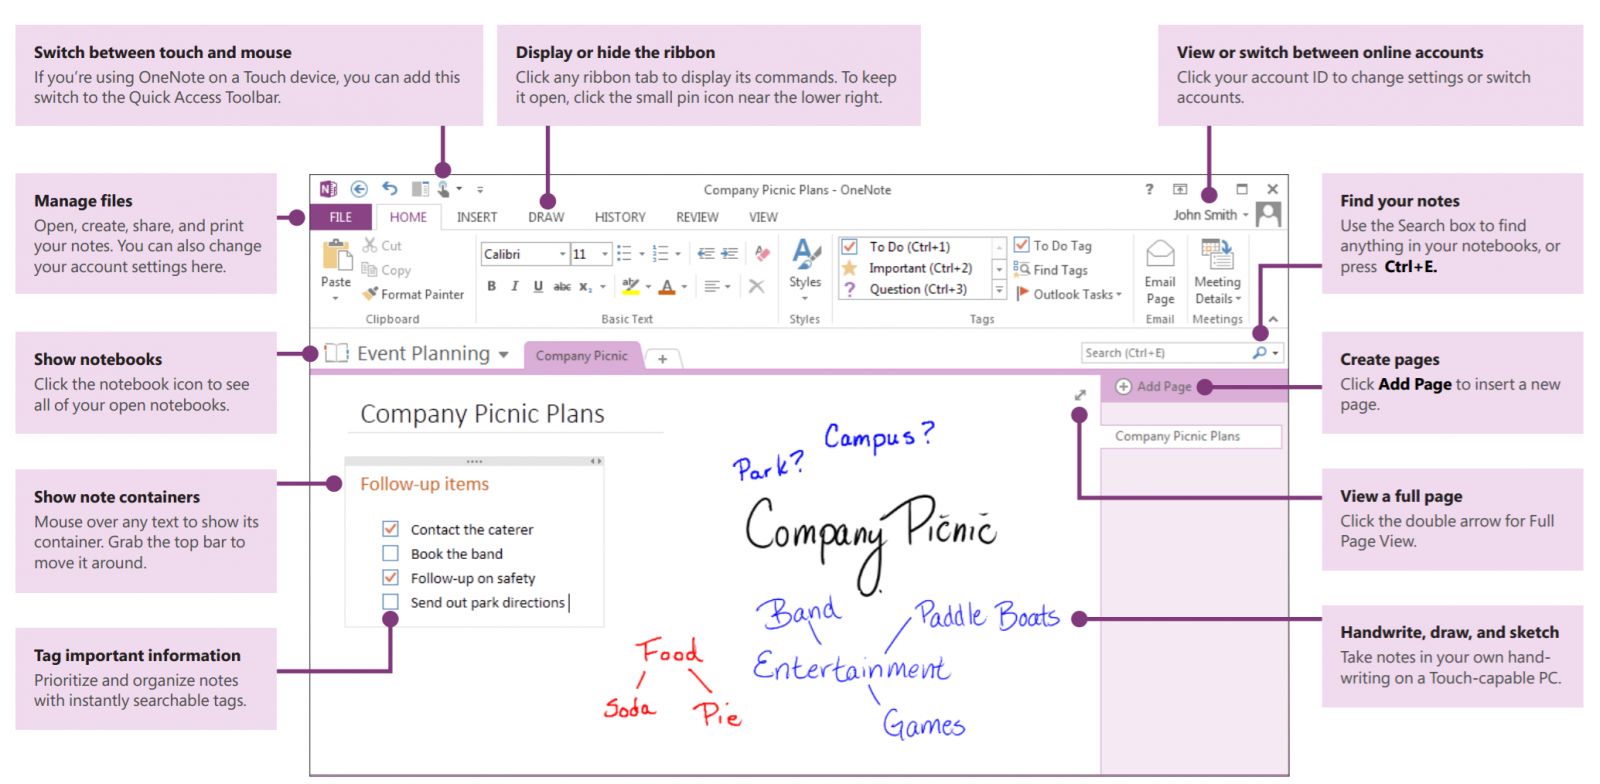 Switch between touch and mouse
If you're using OneNote on a Touch device, you can add this
switch to the Quick Access Toolbar.
Display or hide the ribbon
Click any ribbon tab to display its commands. To keep
it open, click the small pin icon near the lower right.
View or switch between online accounts
Click your account ID to change settings or switch
accounts.
Manage files
Open, create, share, and print
your notes. You can also change
your account settings here.
Show notebooks
Click the notebook icon to see
all of your open notebooks.
Show note containers
Mouse over any text to show its
container. Grab the top bar to
move it around.
Tag important information
Prioritize and organize notes
with instantly searchable tags.
Company Picnic Plans - OneNote
?
FILE HOME INSERT DRAW HISTORY REVIEW VIEW
John Smith
Paste
Cut
Copy
Format Painter
Clipboard
Calibri 11
B I U abc x₂ aby A
Basic Text
A
Styles
Styles
To Do (Ctrl+1)
Important (Ctrl+2)
? Question (Ctrl+3)
To Do Tag
Find Tags
Outlook Tasks
Tags
Email
Page
Email
Meeting
Details
Meetings
Event Planning
Company Picnic
+
Search (Ctrl+E)
Add Page
Company Picnic Plans
Company Picnic Plans
Follow-up items
Contact the caterer
Book the band
Follow-up on safety
Send out park directions
Campus?
Park?
Company Picnic
Band
Paddle Boats
Entertainment
Games
Food
Soda
Pie
Find your notes
Use the Search box to find
anything in your notebooks, or
press Ctrl+E.
Create pages
Click Add Page to insert a new
page.
View a full page
Click the double arrow for Full
Page View.
Handwrite, draw, and sketch
Take notes in your own hand-
writing on a Touch-capable PC.